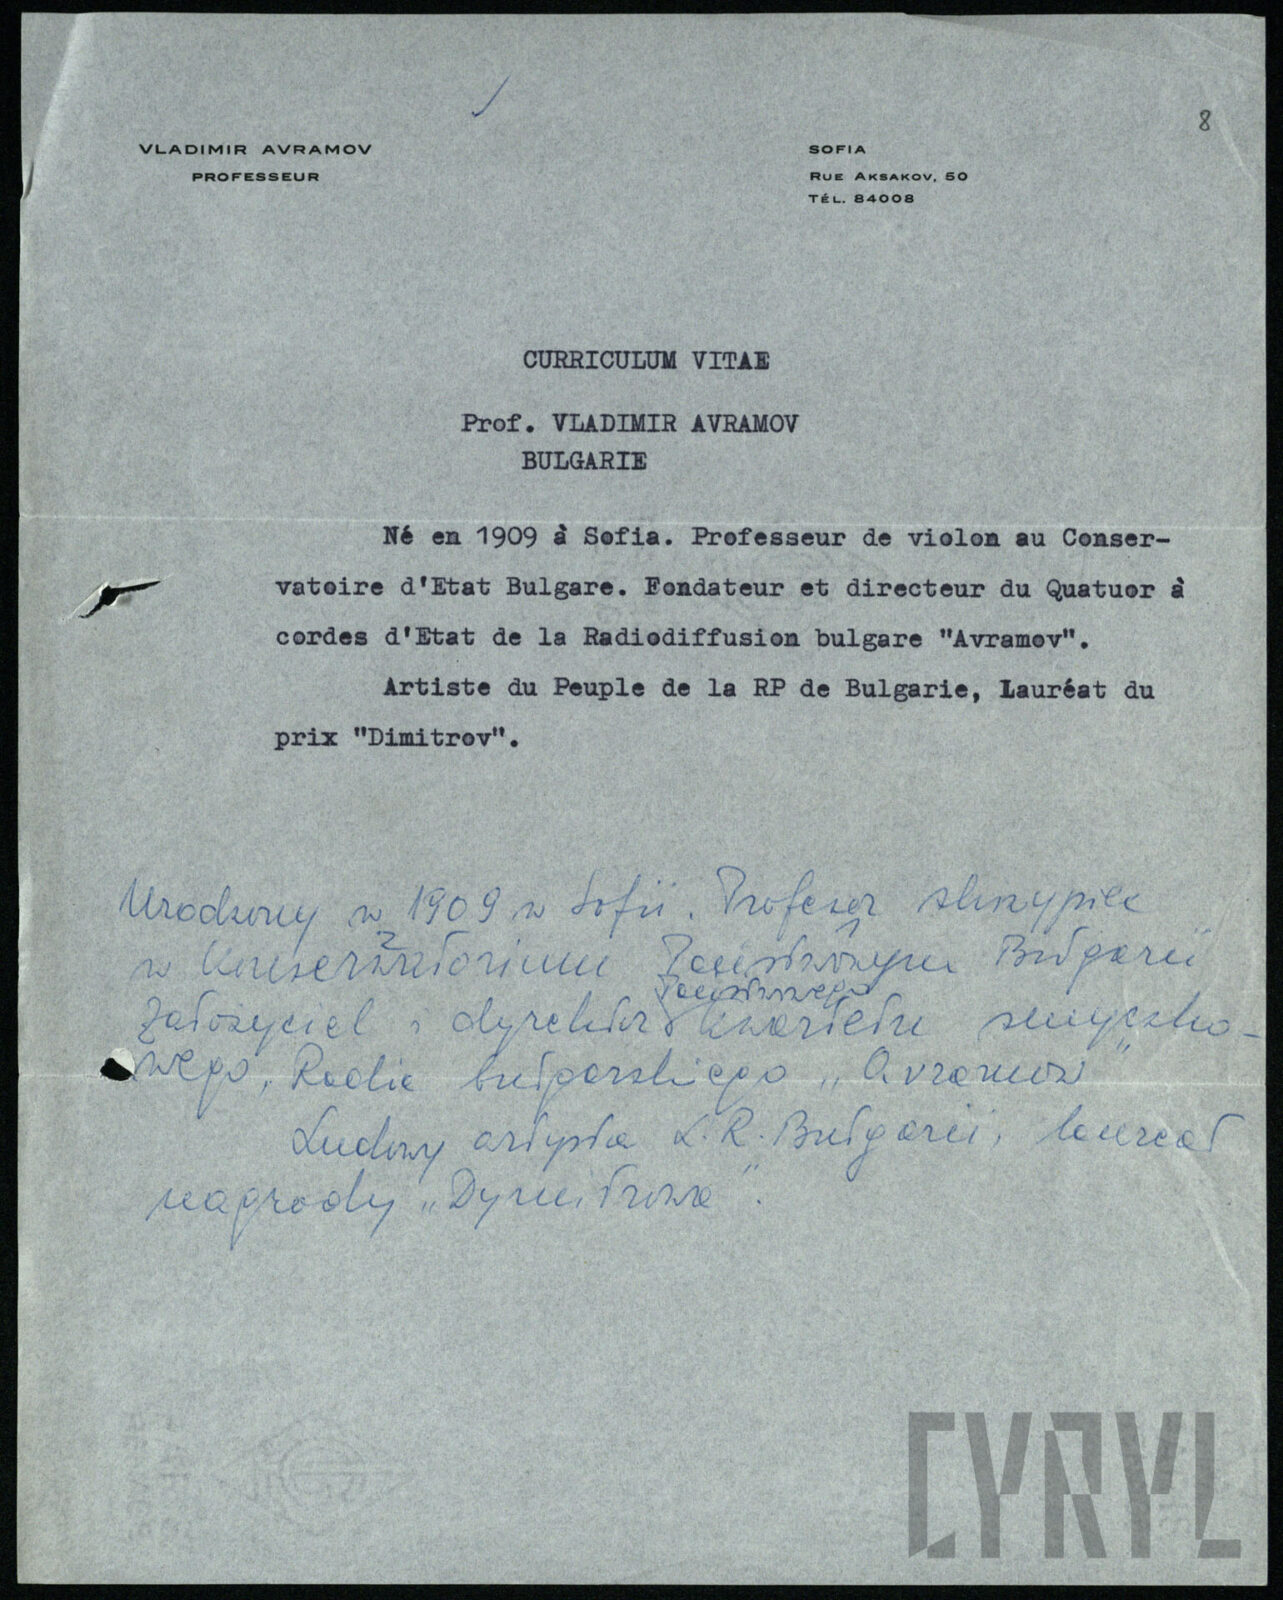 8
VLADIMIR AVRAMOV
PROFESSEUR
SOFIA
RUE AKSAKOV, 50
TÉL. 84008
CURRICULUM VITAE
Prof. VLADIMIR AVRAMOV
BULGARIE
Né en 1909 à Sofia. Professeur de violon au Conser-
vatoire d'Etat Bulgare. Fondateur et directeur du Quatuor à
cordes d'Etat de la Radiodiffusion bulgare "Avramov".
Artiste du Peuple de la RP de Bulgarie, Lauréat du
prix "Dimitrov".
Urodzony w 1909 w Sofii. Profesor skrzypiec
w Konserwatorium Państwowym Bułgarii
Państwowego
Założyciel i dyrektor kwartetu smyczko-
wego, Radia bułgarskiego „Avramow"
Ludowy artysta L. R. Bułgarii, laureat
nagrody „Dymitrowa".
CYRYL